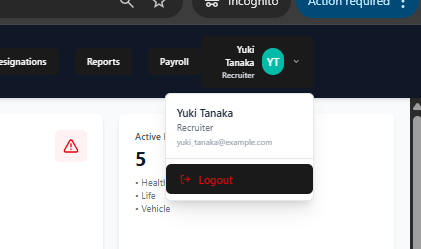 Incognito
Action required
esignations
Reports
Payroll
Yuki
Tanaka
Recruiter
YT
Yuki Tanaka
Recruiter
yuki_tanaka@example.com
Logout
Active
5
• Health
• Life
• Vehicle